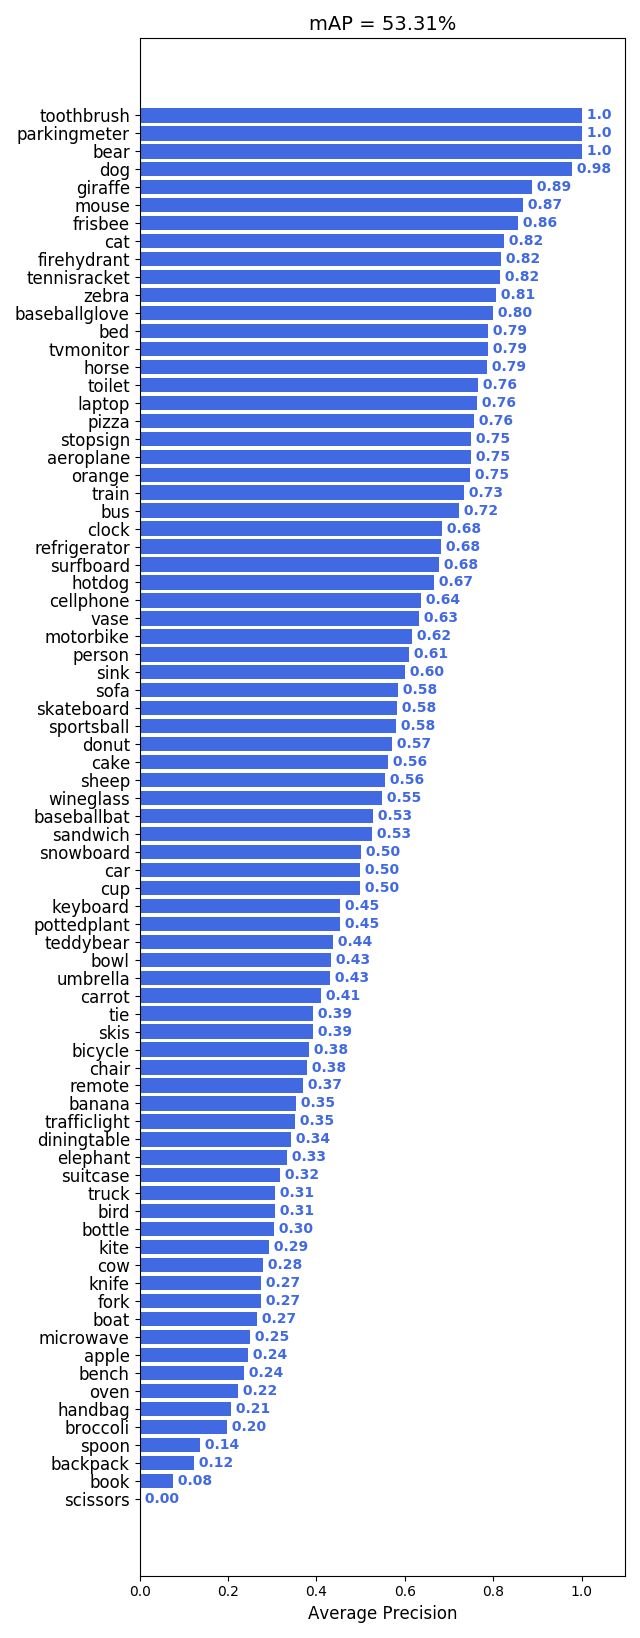 mAP = 53.31%
toothbrush 1.0
parkingmeter 1.0
bear 1.0
dog 0.98
giraffe 0.89
mouse 0.87
frisbee 0.86
cat 0.82
firehydrant 0.82
tennisracket 0.82
zebra 0.81
baseballglove 0.80
bed 0.79
tvmonitor 0.79
horse 0.79
toilet 0.76
laptop 0.76
pizza 0.76
stopsign 0.75
aeroplane 0.75
orange 0.75
train 0.73
bus 0.72
clock 0.68
refrigerator 0.68
surfboard 0.68
hotdog 0.67
cellphone 0.64
vase 0.63
motorbike 0.62
person 0.61
sink 0.60
sofa 0.58
skateboard 0.58
sportsball 0.58
donut 0.57
cake 0.56
sheep 0.56
wineglass 0.55
baseballbat 0.53
sandwich 0.53
snowboard 0.50
car 0.50
cup 0.50
keyboard 0.45
pottedplant 0.45
teddybear 0.44
bowl 0.43
umbrella 0.43
carrot 0.41
tie 0.39
skis 0.39
bicycle 0.38
chair 0.38
remote 0.37
banana 0.35
trafficlight 0.35
diningtable 0.34
elephant 0.33
suitcase 0.32
truck 0.31
bird 0.31
bottle 0.30
kite 0.29
cow 0.28
knife 0.27
fork 0.27
boat 0.27
microwave 0.25
apple 0.24
bench 0.24
oven 0.22
handbag 0.21
broccoli 0.20
spoon 0.14
backpack 0.12
book 0.08
scissors 0.00
0.0 0.2 0.4 0.6 0.8 1.0
Average Precision